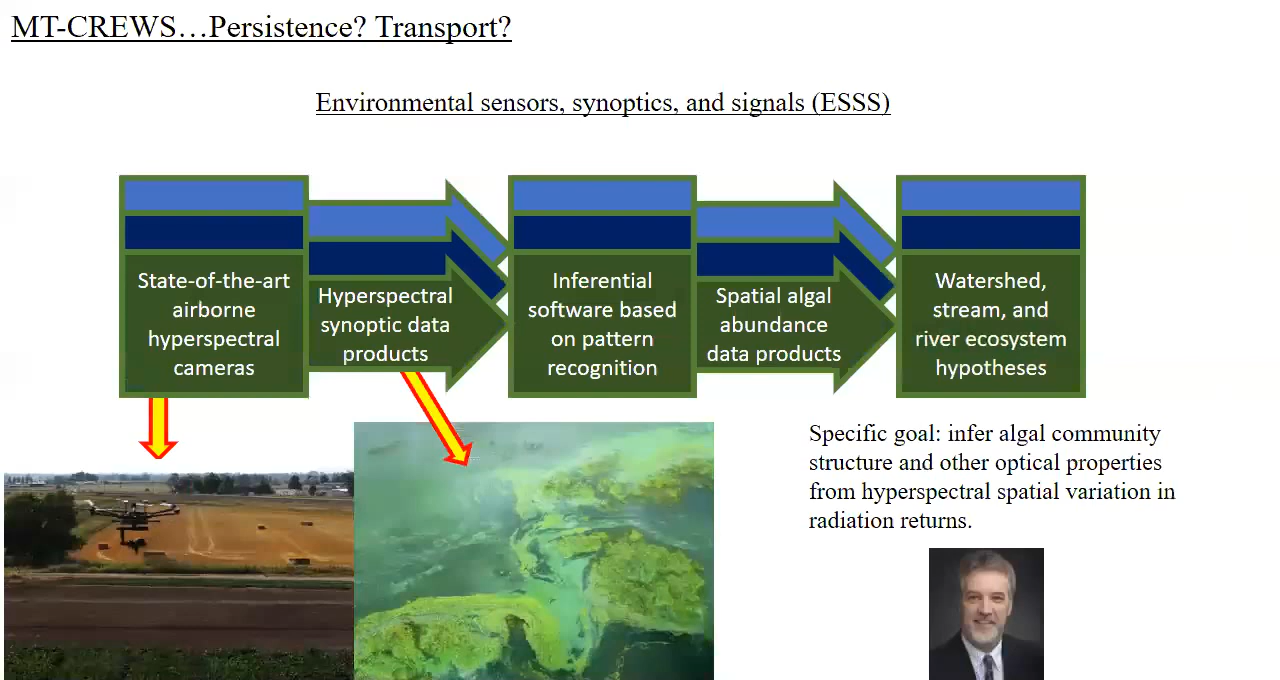 MT-CREWS…Persistence? Transport?
Environmental sensors, synoptics, and signals (ESSS)
State-of-the-art
airborne
hyperspectral
cameras
Hyperspectral
synoptic data
products
Inferential
software based
on pattern
recognition
Spatial algal
abundance
data products
Watershed,
stream, and
river ecosystem
hypotheses
Specific goal: infer algal community
structure and other optical properties
from hyperspectral spatial variation in
radiation returns.